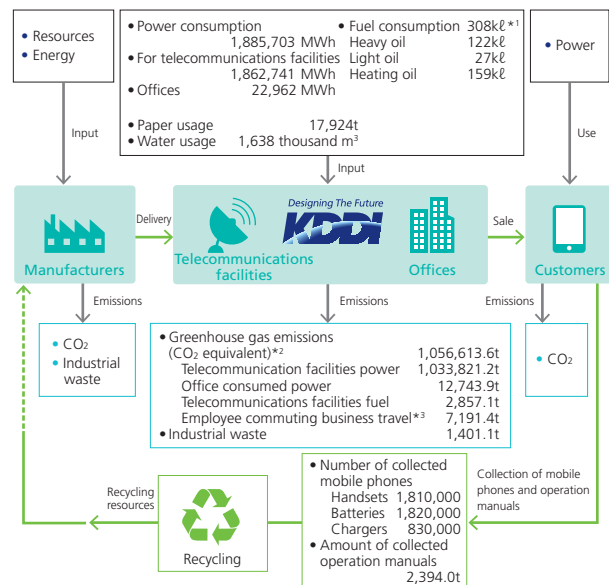 • Resources
• Energy
• Power consumption
1,885,703 MWh
• For telecommunications facilities
1,862,741 MWh
• Offices 22,962 MWh
• Paper usage 17,924t
• Water usage 1,638 thousand m³
• Fuel consumption 308kℓ*1
Heavy oil 122kℓ
Light oil 27kℓ
Heating oil 159kℓ
• Power
Input
Input
Use
Manufacturers
Delivery
Designing The Future
KDDI
Telecommunications
facilities
Offices
Sale
Customers
Emissions
Emissions
Emissions
• CO₂
• Industrial
waste
• Greenhouse gas emissions
(CO₂ equivalent)*2 1,056,613.6t
Telecommunication facilities power 1,033,821.2t
Office consumed power 12,743.9t
Telecommunications facilities fuel 2,857.1t
Employee commuting business travel*3 7,191.4t
• Industrial waste 1,401.1t
• CO₂
Recycling
resources
Recycling
• Number of collected
mobile phones
Handsets 1,810,000
Batteries 1,820,000
Chargers 830,000
• Amount of collected
operation manuals
2,394.0t
Collection of mobile
phones and operation
manuals